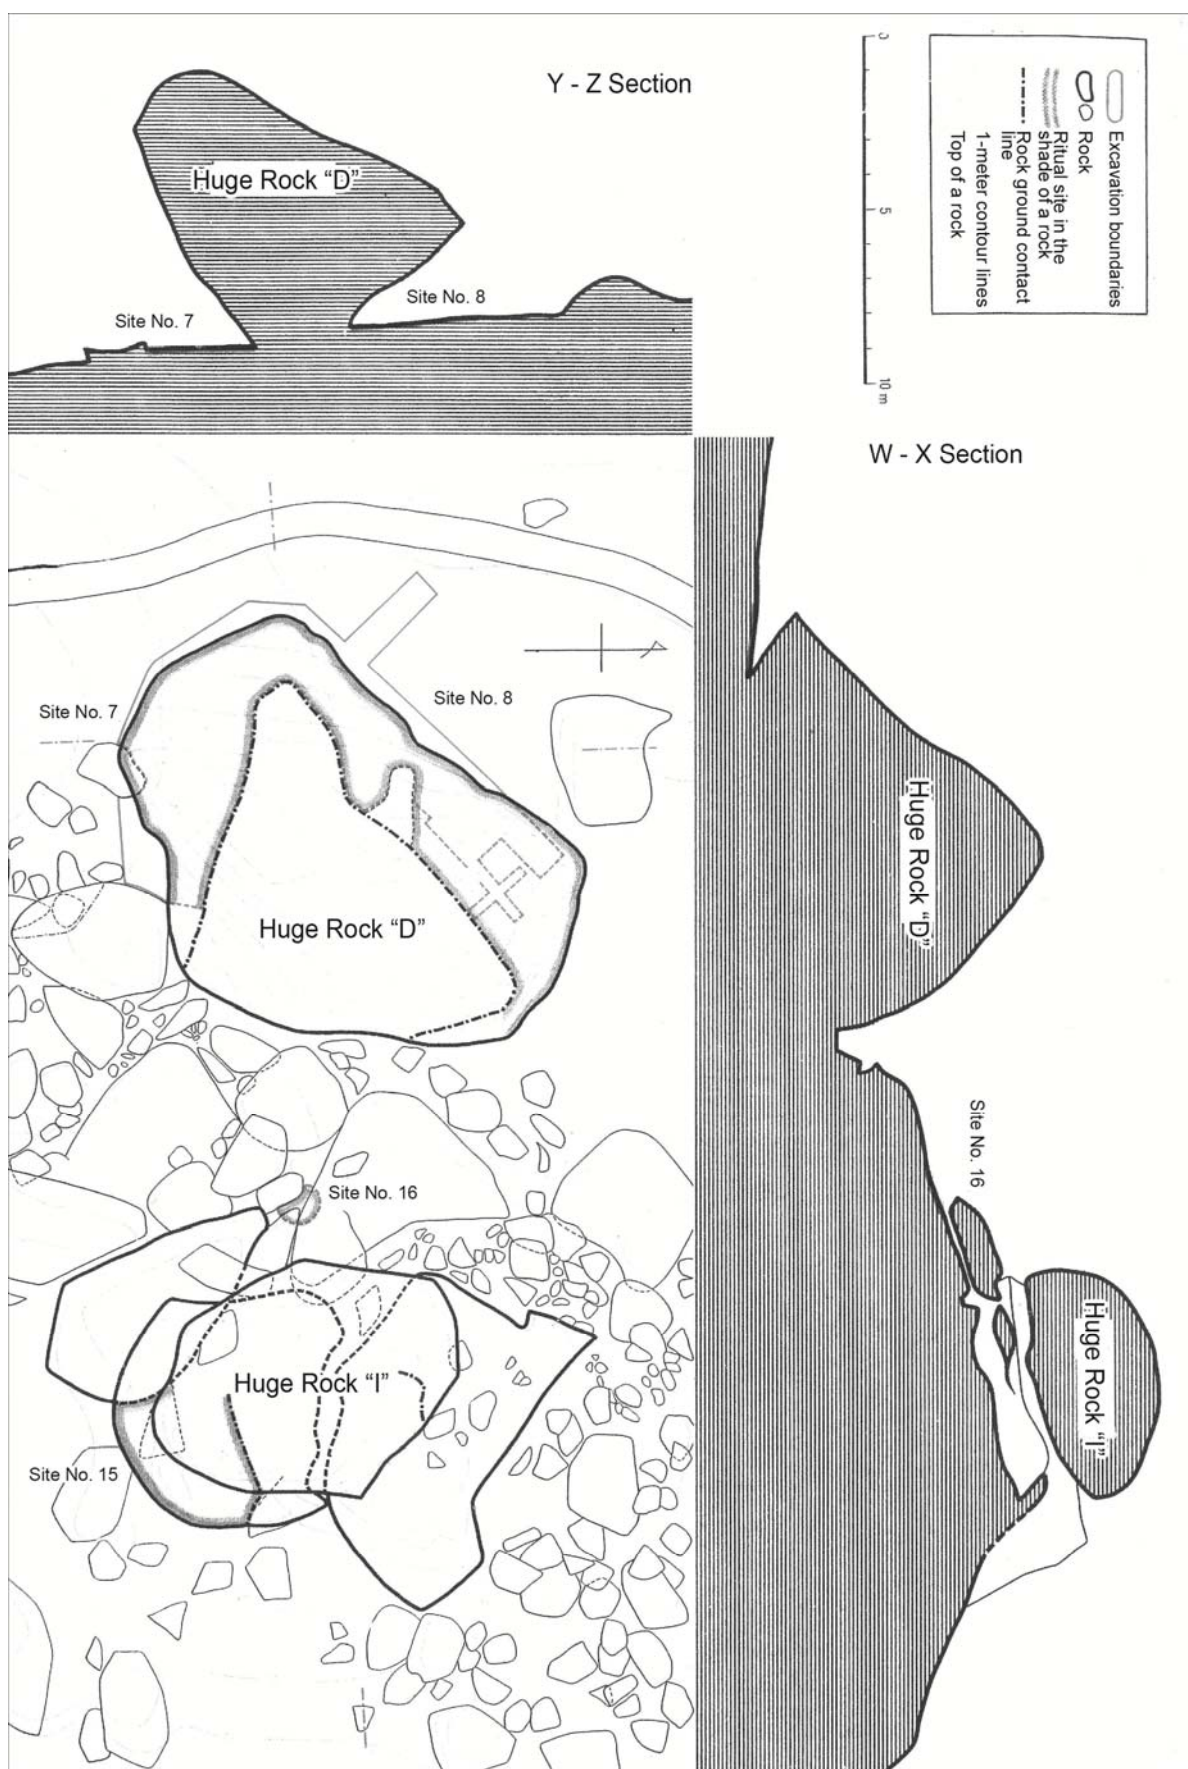 Y - Z Section
Huge Rock “D”
Site No. 8
Site No. 7
0
5
10 m
Excavation boundaries
Rock
Ritual site in the
shade of a rock
Rock ground contact
line
1-meter contour lines
Top of a rock
W - X Section
Site No. 7
Site No. 8
Huge Rock “D”
Site No. 16
Huge Rock “I”
Site No. 15
Huge Rock “D”
Site No. 16
Huge Rock “I”